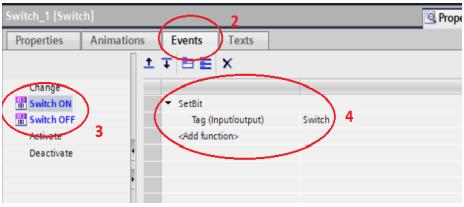 Switch_1 [Switch]
2
Prope
Properties
Animations
Events
Texts
Change
Switch ON
Switch OFF
3
Activate
Deactivate
SetBit
Tag (Input/output)
Switch
4
<Add function>